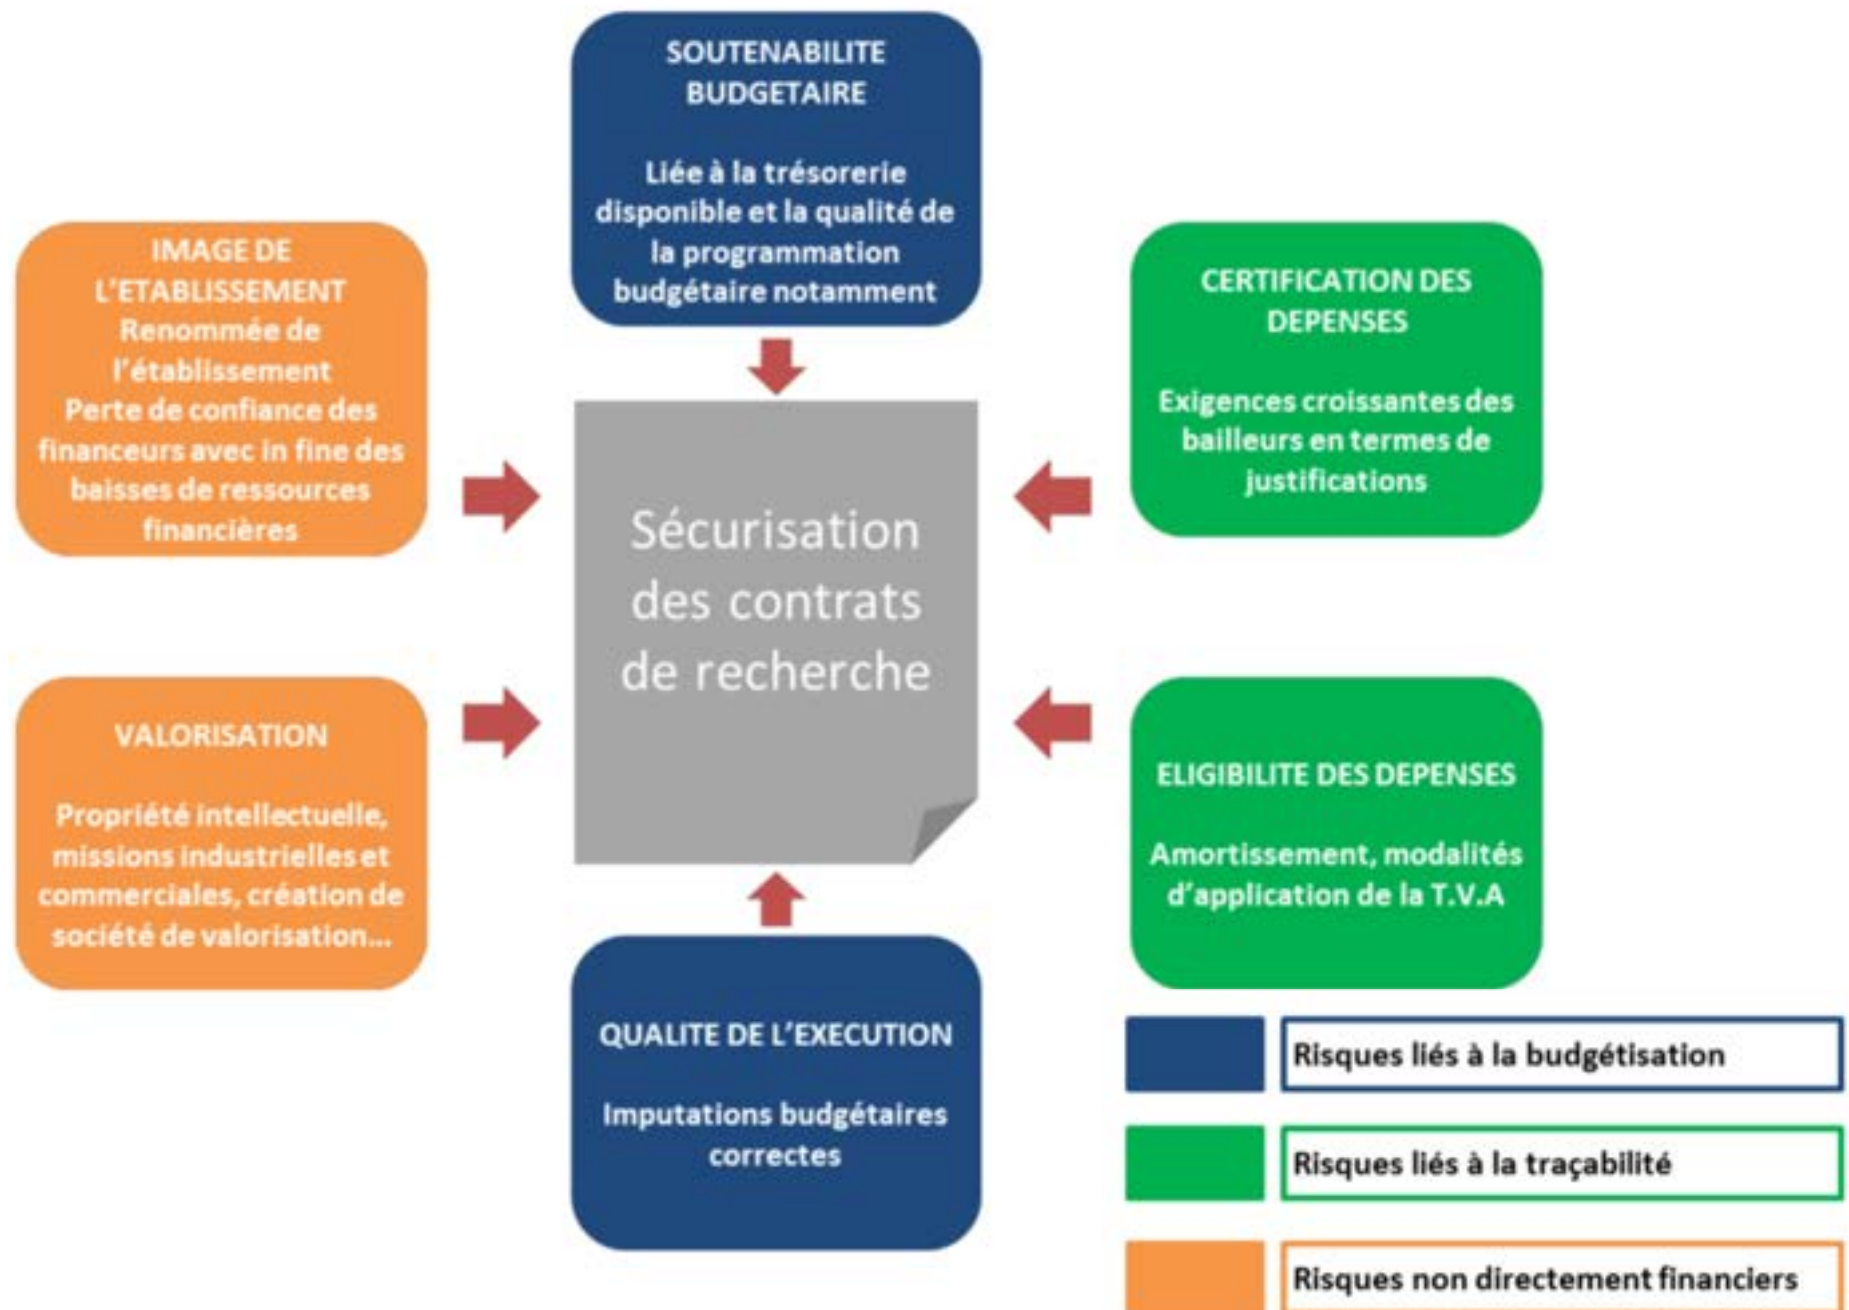 SOUTENABILITE
BUDGETAIRE
Liée à la trésorerie
disponible et la qualité de
la programmation
budgétaire notamment
IMAGE DE
L'ETABLISSEMENT
Renommée de
l'établissement
Perte de confiance des
financeurs avec in fine des
baisses de ressources
financières
CERTIFICATION DES
DEPENSES
Exigences croissantes des
bailleurs en termes de
justifications
Sécurisation
des contrats
de recherche
VALORISATION
Propriété intellectuelle,
missions industrielles et
commerciales, création de
société de valorisation...
ELIGIBILITE DES DEPENSES
Amortissement, modalités
d'application de la T.V.A
QUALITE DE L'EXECUTION
Imputations budgétaires
correctes
Risques liés à la budgétisation
Risques liés à la traçabilité
Risques non directement financiers